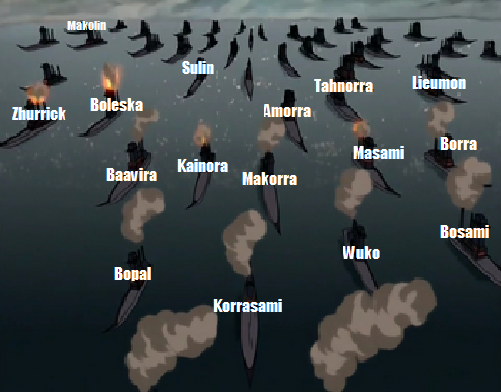 Makolin
Sulin
Tahnorra
Lieumon
Zhurrick
Boleska
Amorra
Baavira
Kainora
Makorra
Masami
Borra
Bopal
Korrasami
Wuko
Bosami